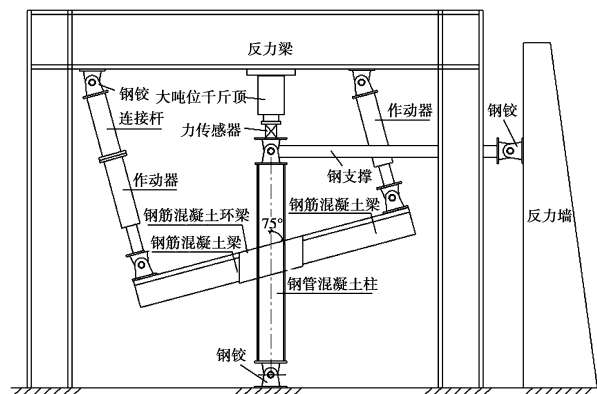 反力梁
钢铰
大吨位千斤顶
作动器
钢铰
连接杆
力传感器
钢支撑
作动器
钢筋混凝土环梁
钢筋混凝土梁
75°
反力墙
钢筋混凝土梁
钢管混凝土柱
钢铰